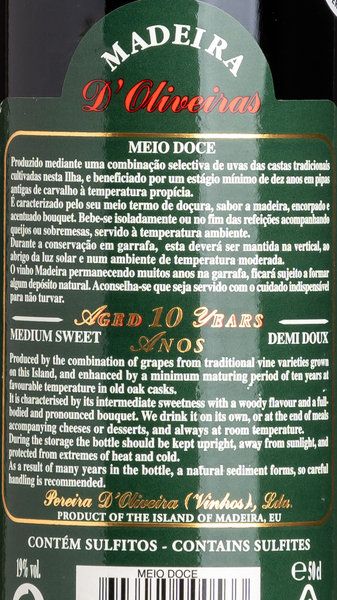 MADEIRA
D'Oliveiras
MEIO DOCE
Produzido mediante uma combinação selectiva de uvas das castas tradicionais
cultivadas nesta Ilha, e beneficiado por um estágio mínimo de dez anos em pipas
antigas de carvalho à temperatura propícia.
É caracterizado pelo seu meio termo de doçura, sabor a madeira, encorpado e
acentuado bouquet. Bebe-se isoladamente ou no fim das refeições acompanhando
queijos ou sobremesas, servido à temperatura ambiente.
Durante a conservação em garrafa, esta deverá ser mantida na vertical, ao
abrigo da luz solar e num ambiente de temperatura moderada.
O vinho Madeira permanecendo muitos anos na garrafa, ficará sujeito a formar
algum depósito natural. Aconselha-se que seja servido com o cuidado indispensável
para não turvar.
AGED 10 YEARS
MEDIUM SWEET ANOS DEMI DOUX
Produced by the combination of grapes from traditional vine varieties grown
on this Island, and enhanced by a minimum maturing period of ten years at
favourable temperature in old oak casks.
It is characterised by its intermediate sweetness with a woody flavour and a full-
bodied and pronounced bouquet. We drink it on its own, or at the end of meals
accompanying cheeses or desserts, and always at room temperature.
During the storage the bottle should be kept upright, away from sunlight, and
protected from extremes of heat and cold.
As a result of many years in the bottle, a natural sediment forms, so careful
handling is recommended.
Pereira D'Oliveira (Vinhos), Lda.
PRODUCT OF THE ISLAND OF MADEIRA, EU
CONTÉM SULFITOS - CONTAINS SULFITES
19% vol. MEIO DOCE e 50 cl